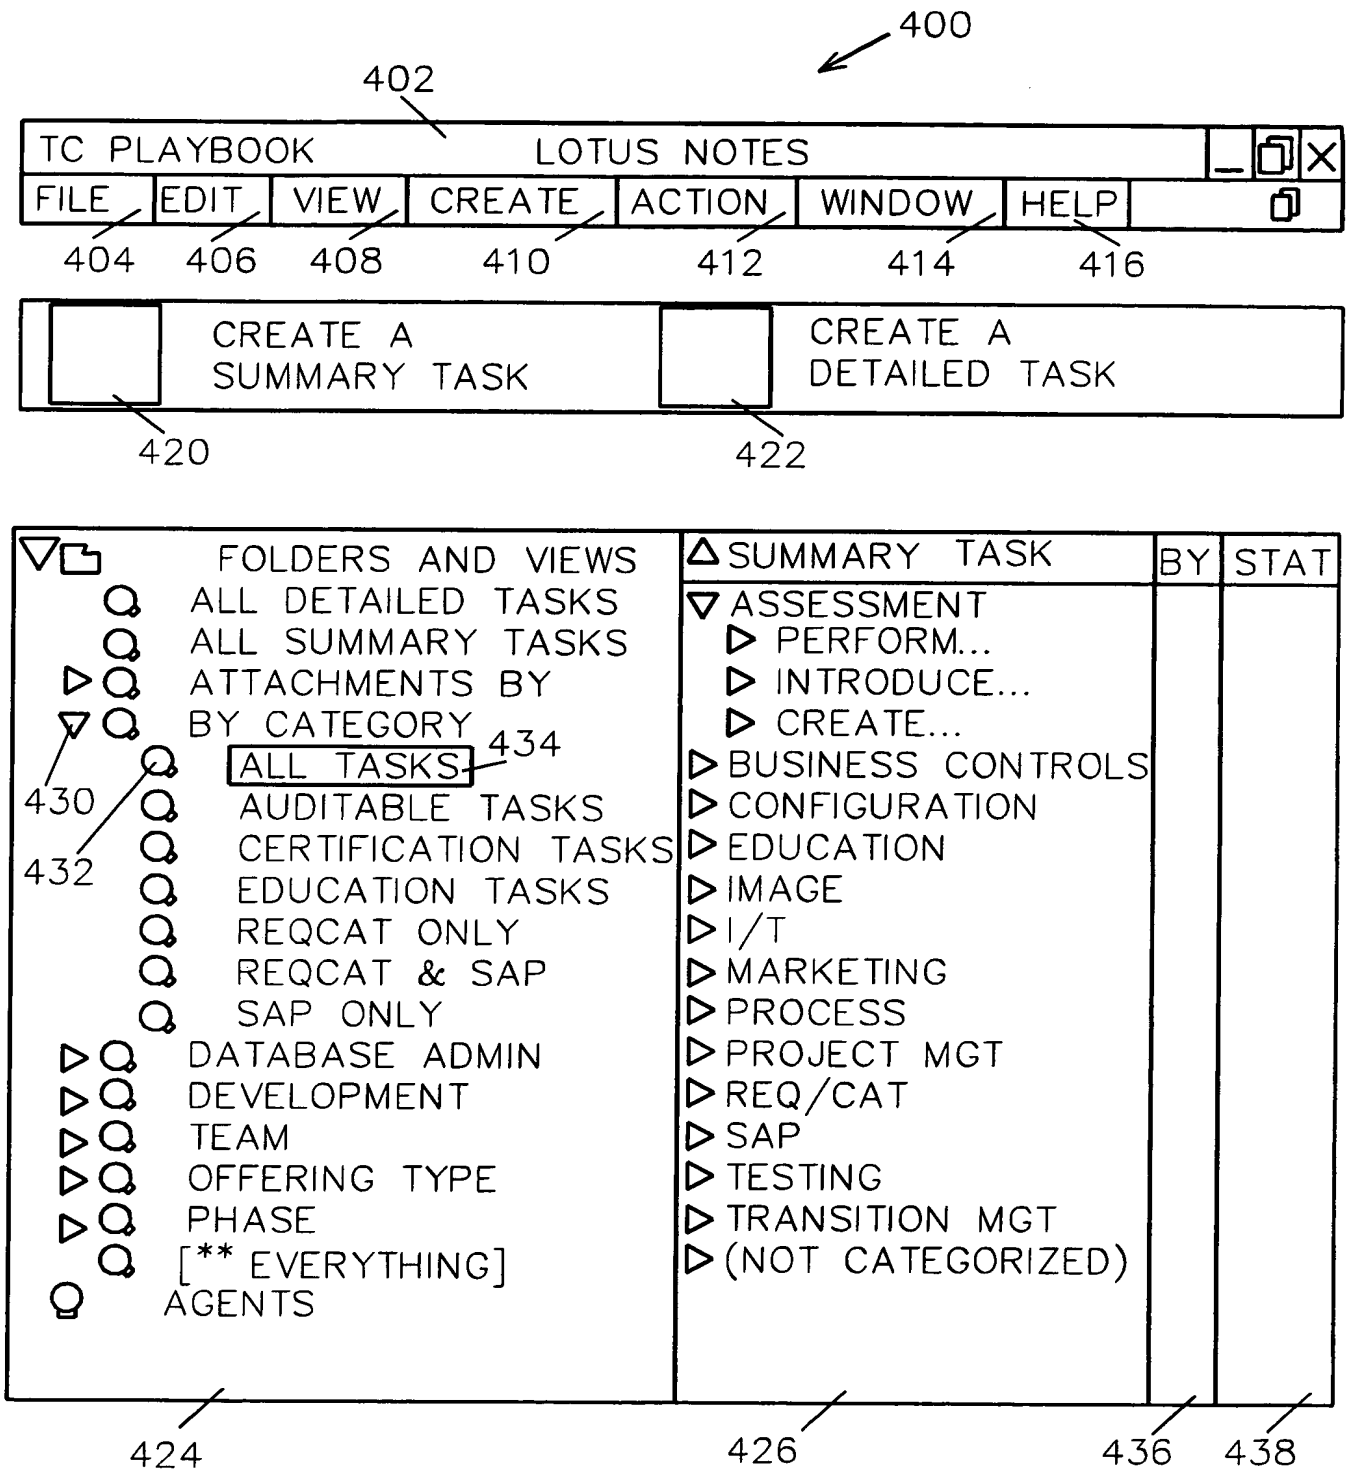 400
402
TC PLAYBOOK LOTUS NOTES
FILE EDIT VIEW CREATE ACTION WINDOW HELP
404 406 408 410 412 414 416
CREATE A
SUMMARY TASK
CREATE A
DETAILED TASK
420 422
FOLDERS AND VIEWS
ALL DETAILED TASKS
ALL SUMMARY TASKS
ATTACHMENTS BY
BY CATEGORY
434
ALL TASKS
430
AUDITABLE TASKS
CERTIFICATION TASKS
432
EDUCATION TASKS
REQCAT ONLY
REQCAT & SAP
SAP ONLY
DATABASE ADMIN
DEVELOPMENT
TEAM
OFFERING TYPE
PHASE
[** EVERYTHING]
AGENTS
SUMMARY TASK BY STAT
ASSESSMENT
PERFORM...
INTRODUCE...
CREATE...
BUSINESS CONTROLS
CONFIGURATION
EDUCATION
IMAGE
I/T
MARKETING
PROCESS
PROJECT MGT
REQ/CAT
SAP
TESTING
TRANSITION MGT
(NOT CATEGORIZED)
424 426 436 438